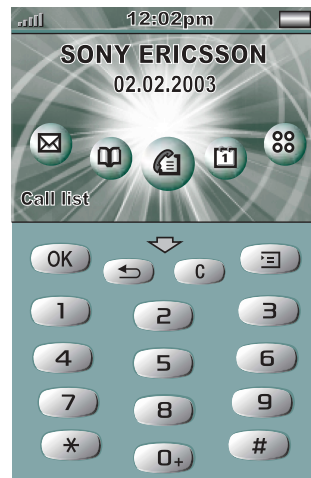 12:02pm
SONY ERICSSON
02.02.2003
1
Call list
OK
C
1 2 3
4 5 6
7 8 9
* 0+ #